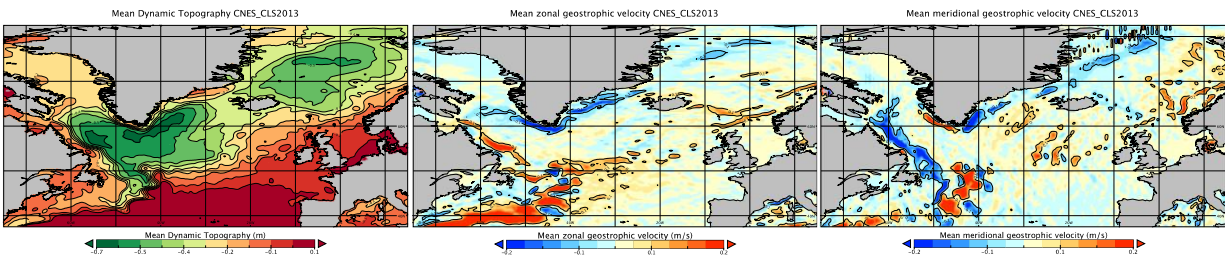 Mean Dynamic Topography CNES_CLS2013
Mean zonal geostrophic velocity CNES_CLS2013
Mean meridional geostrophic velocity CNES_CLS2013
Mean Dynamic Topography (m)
-0.7 -0.5 -0.4 -0.2 -0.1 0.1
Mean zonal geostrophic velocity (m/s)
-0.2 -0.1 0.1 0.2
Mean meridional geostrophic velocity (m/s)
-0.2 -0.1 0.1 0.2